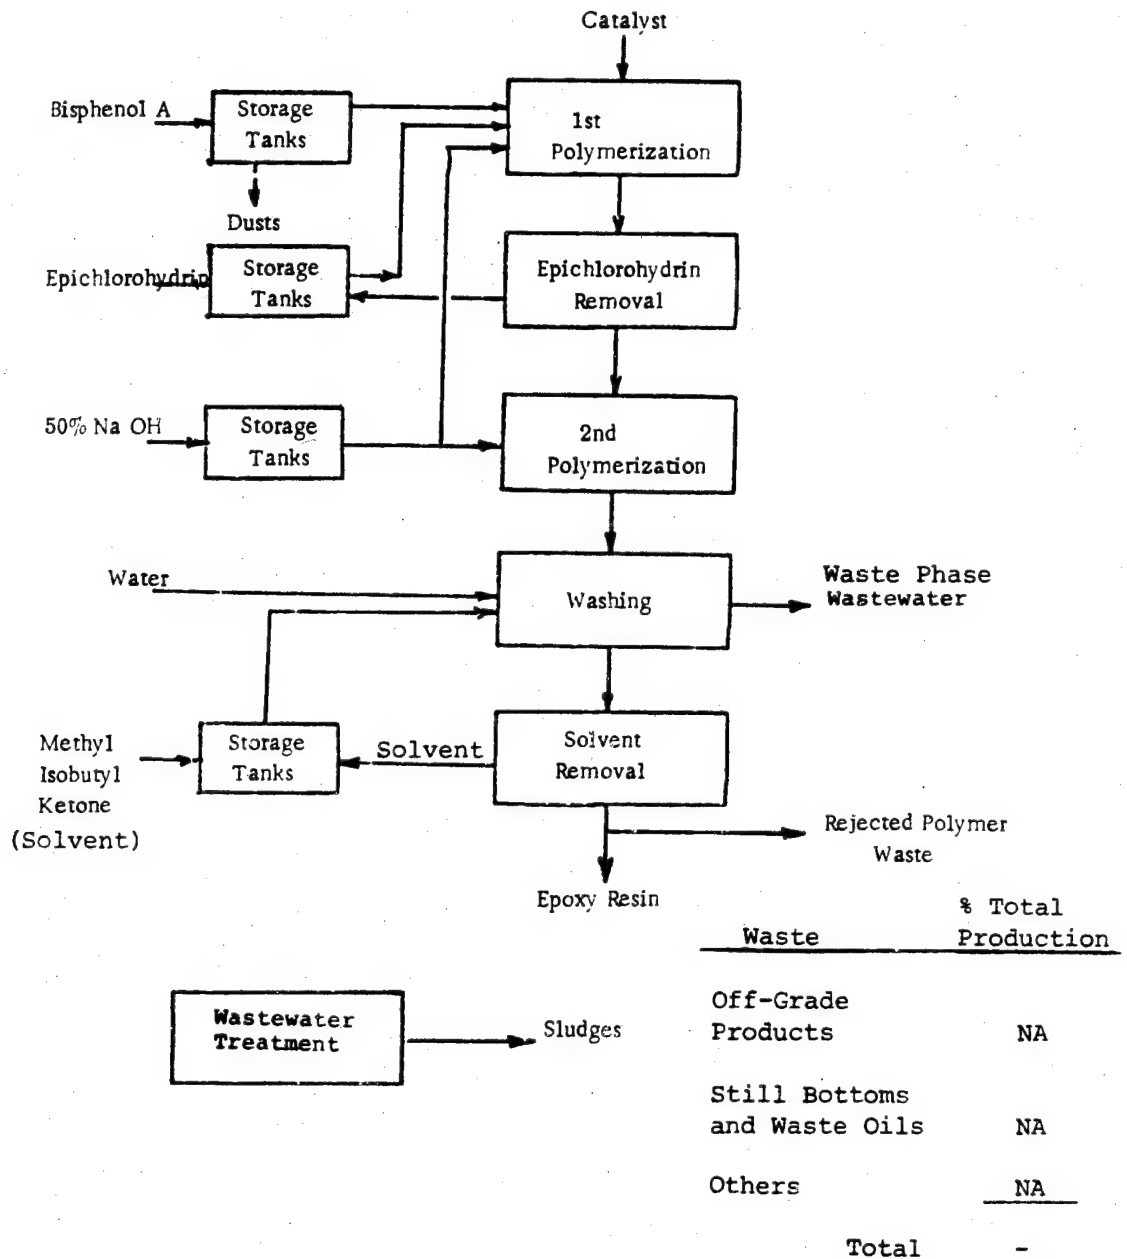 Catalyst
Bisphenol A
Storage
Tanks
1st
Polymerization
Dusts
Epichlorohydrin
Storage
Tanks
Epichlorohydrin
Removal
50% Na OH
Storage
Tanks
2nd
Polymerization
Water
Washing
Waste Phase
Wastewater
Methyl
Isobutyl
Ketone
(Solvent)
Storage
Tanks
Solvent
Solvent
Removal
Rejected Polymer
Waste
Epoxy Resin
% Total
Waste Production
Off-Grade
Products NA
Still Bottoms
and Waste Oils NA
Others NA
Total -
Wastewater
Treatment
Sludges